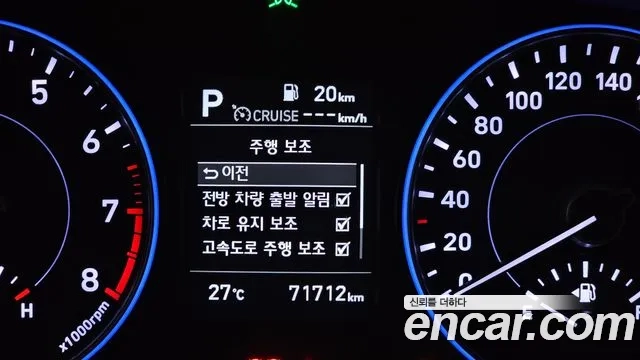 5
6
7
8
x1000rpm
H
P
20km
CRUISE ---km/h
주행 보조
이전
전방 차량 출발 알림
차로 유지 보조
고속도로 주행 보조
27℃
71712km
0
20
40
60
80
100
120
E
신뢰를 더하다
encar.com